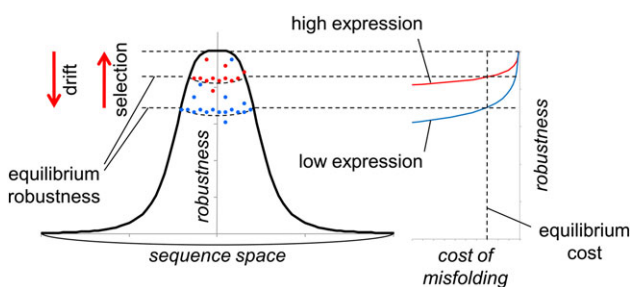 drift
selection
equilibrium
robustness
robustness
sequence space
high expression
low expression
robustness
equilibrium
cost
cost of
misfolding